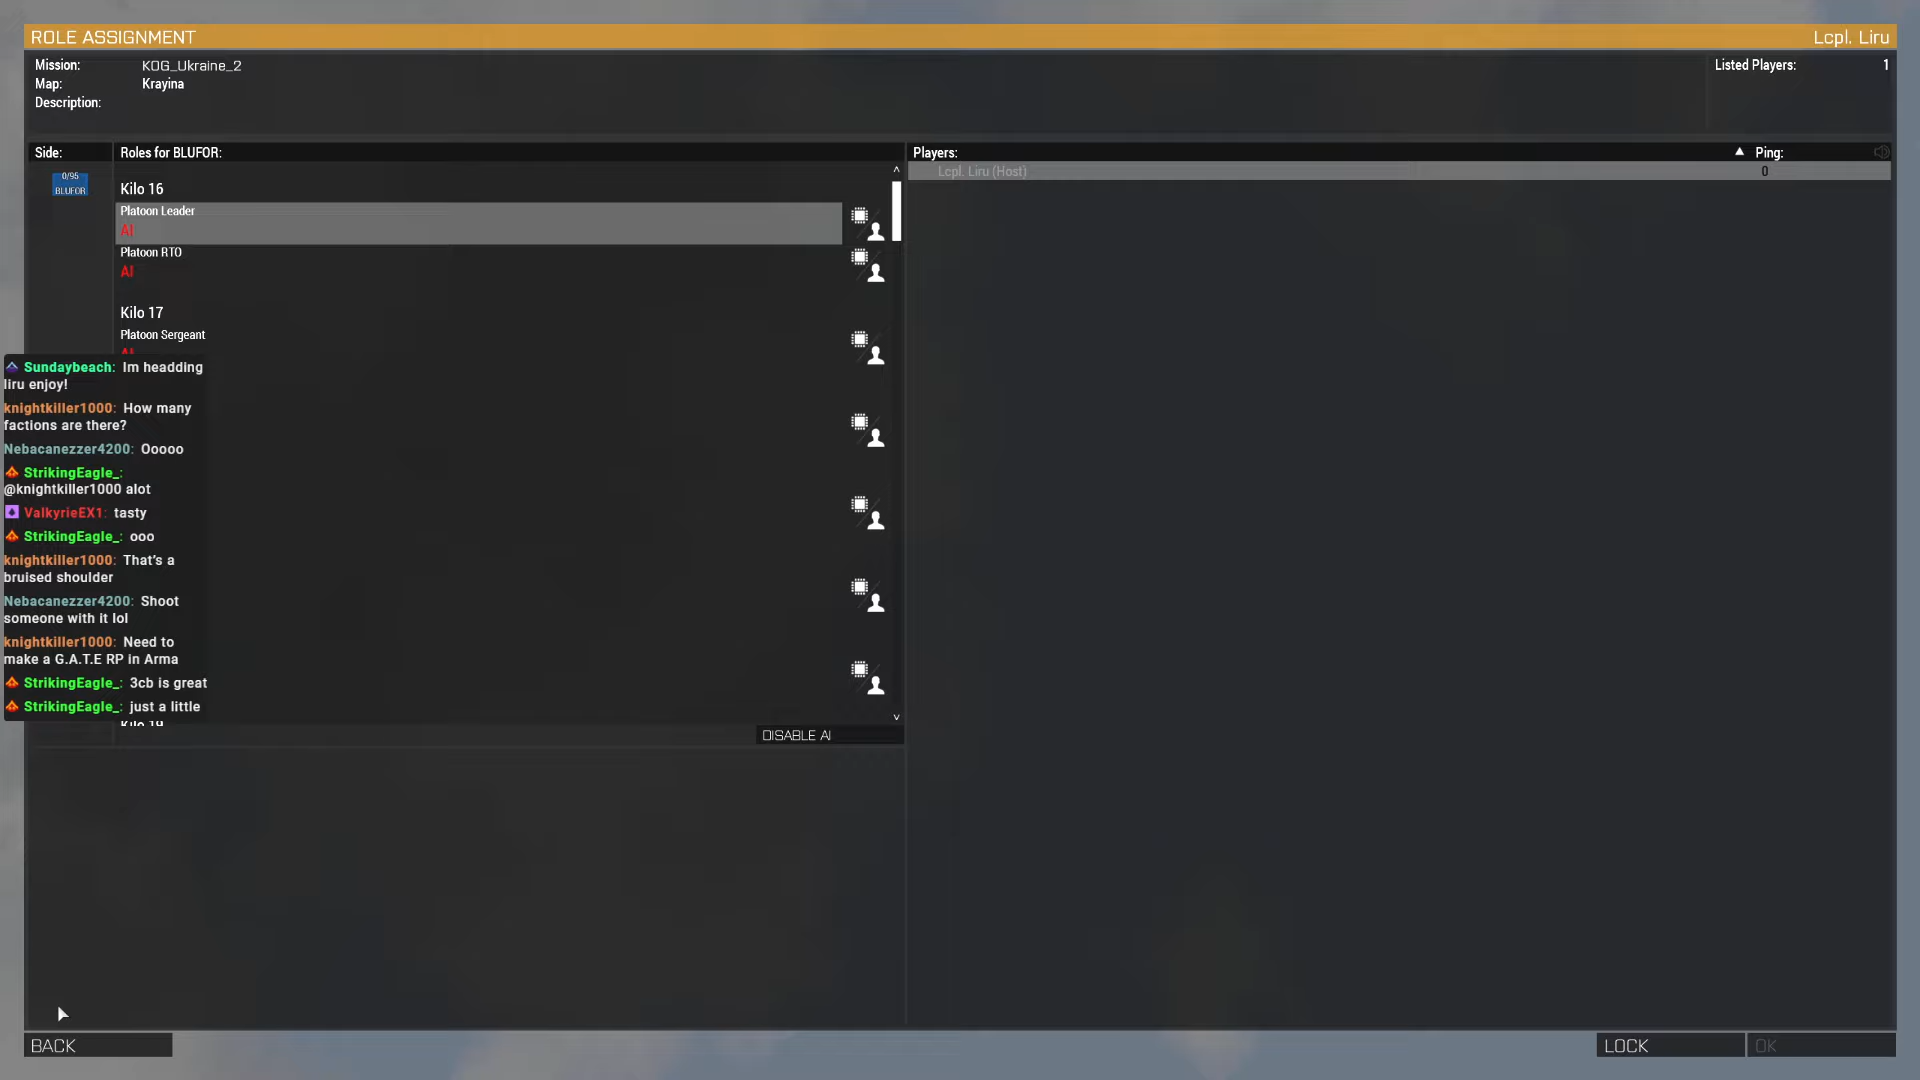 ROLE ASSIGNMENT
Lcpl. Liru
Mission: KOG_Ukraine_2
Listed Players: 1
Map: Krayina
Description:
Side:
Roles for BLUFOR:
Players:
Ping:
0/95
BLUFOR
Kilo 16
Lcpl. Liru (Host) 0
Platoon Leader
AI
Platoon RTO
AI
Kilo 17
Platoon Sergeant
AI
Sundaybeach: Im headding
liru enjoy!
knightkiller1000: How many
factions are there?
Nebacanezzer4200: Ooooo
StrikingEagle_:
@knightkiller1000 alot
ValkyrieEX1: tasty
StrikingEagle_: ooo
knightkiller1000: That's a
bruised shoulder
Nebacanezzer4200: Shoot
someone with it lol
knightkiller1000: Need to
make a G.A.T.E RP in Arma
StrikingEagle_: 3cb is great
StrikingEagle_: just a little
Kilo 19
DISABLE AI
BACK
LOCK
OK